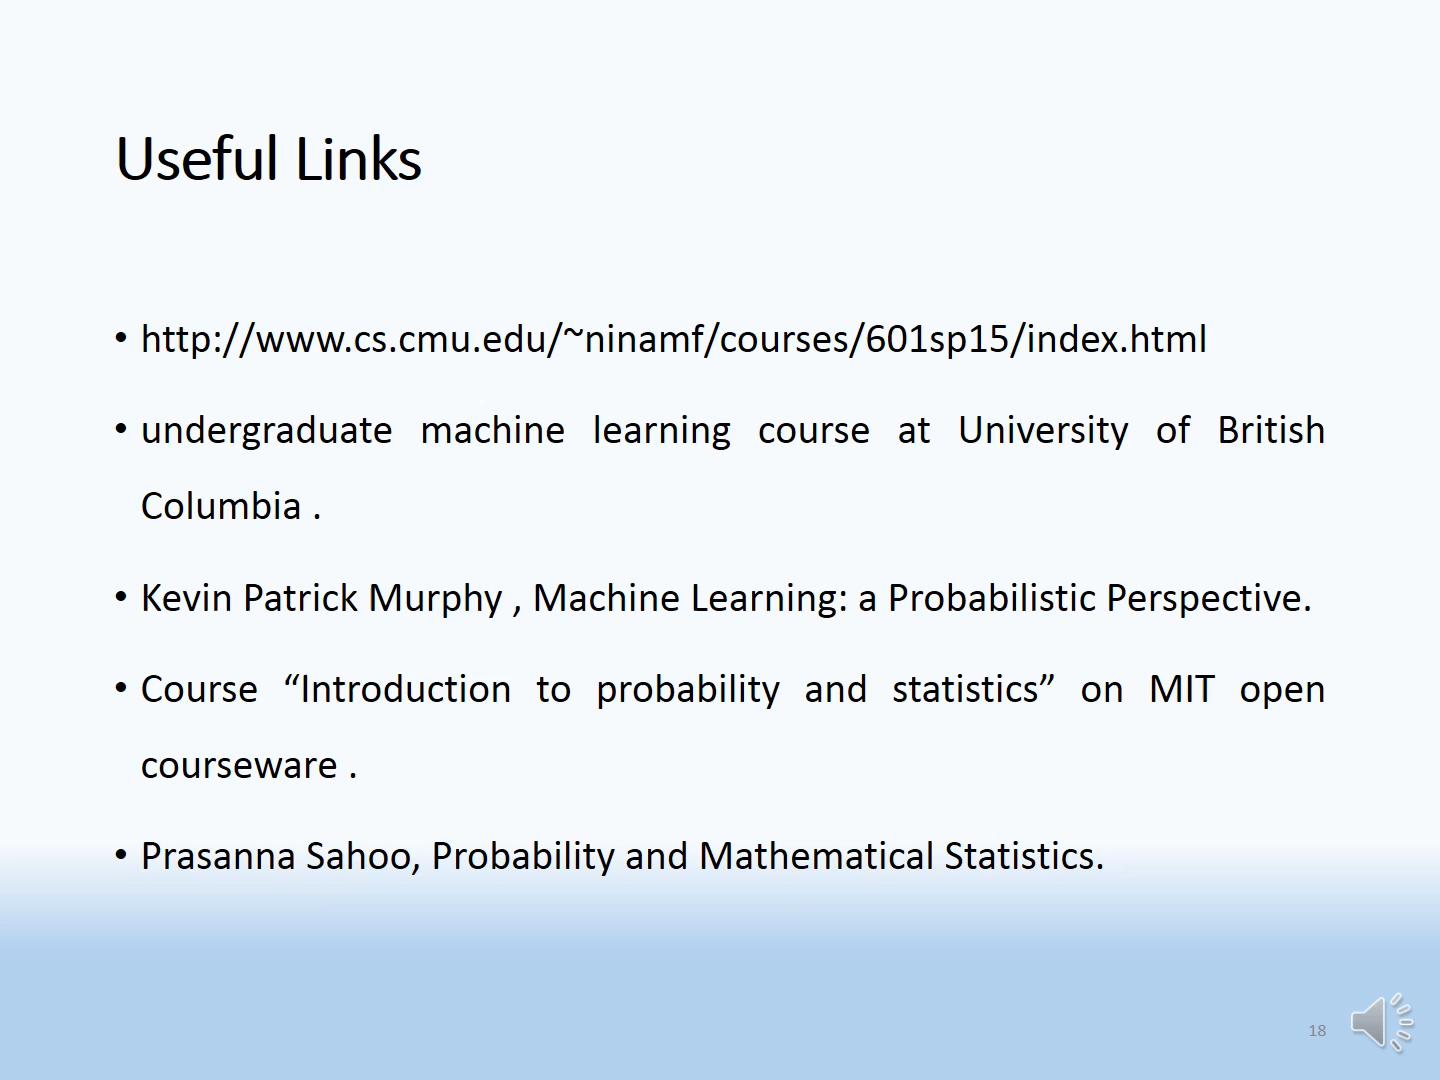 Useful Links
• http://www.cs.cmu.edu/~ninamf/courses/601sp15/index.html
• undergraduate machine learning course at University of British
Columbia .
• Kevin Patrick Murphy , Machine Learning: a Probabilistic Perspective.
• Course “Introduction to probability and statistics” on MIT open
courseware .
• Prasanna Sahoo, Probability and Mathematical Statistics.
18